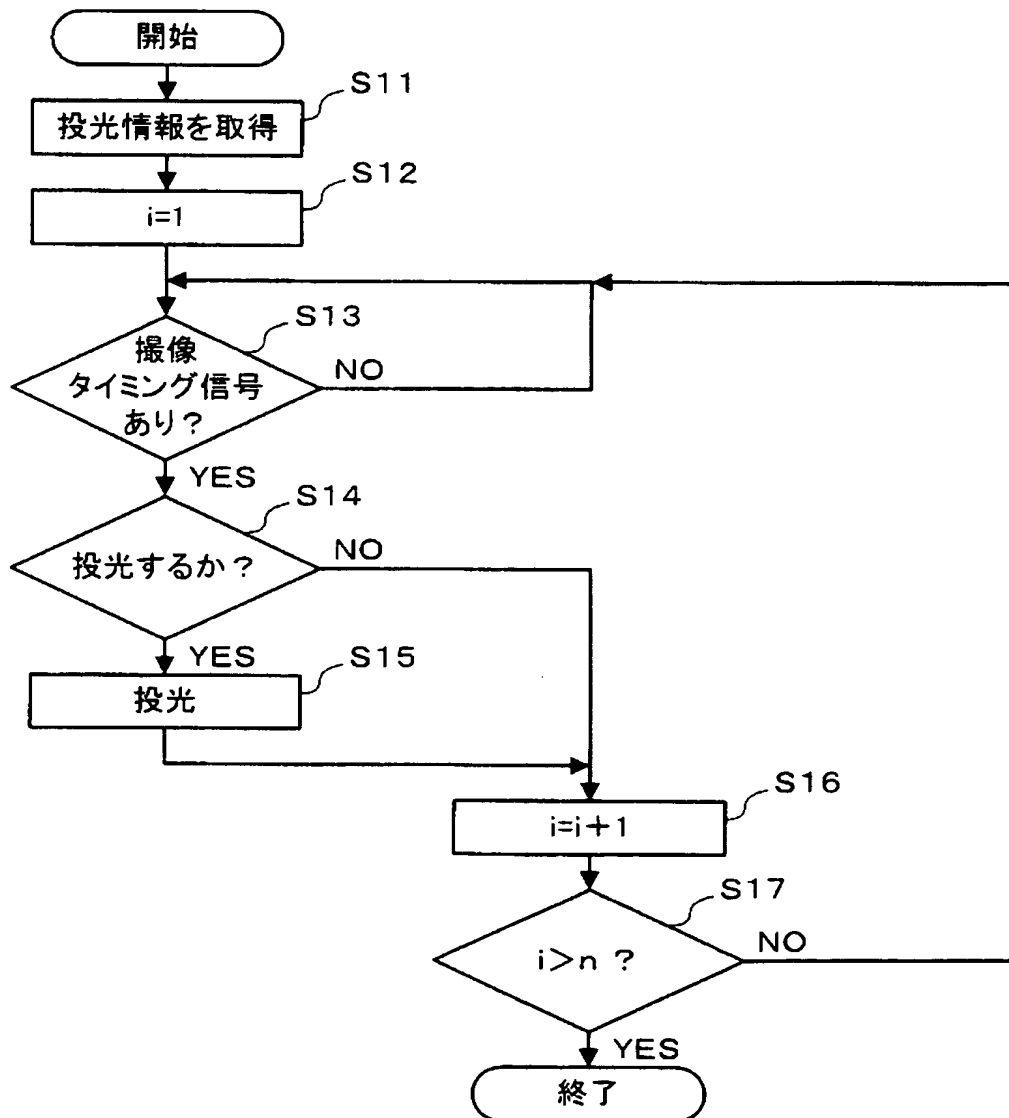 開始
S11
投光情報を取得
S12
i=1
S13
撮像
タイミング信号
あり?
NO
YES
S14
投光するか?
NO
YES
S15
投光
S16
i=i+1
S17
i>n ?
NO
YES
終了